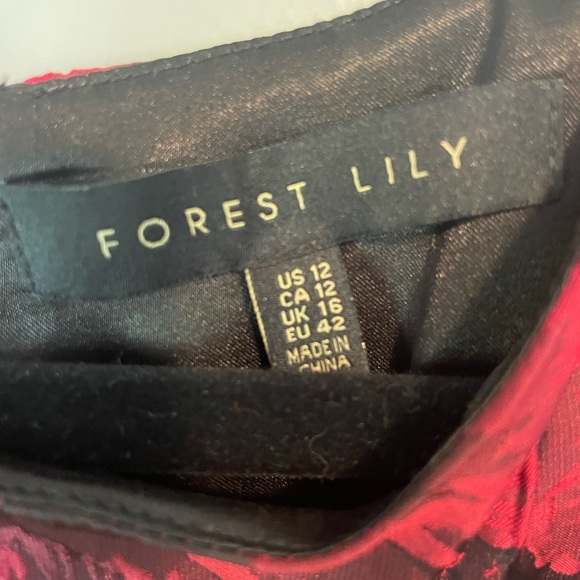 FOREST LILY
US 12
CA 12
UK 16
EU 42
MADE IN
CHINA